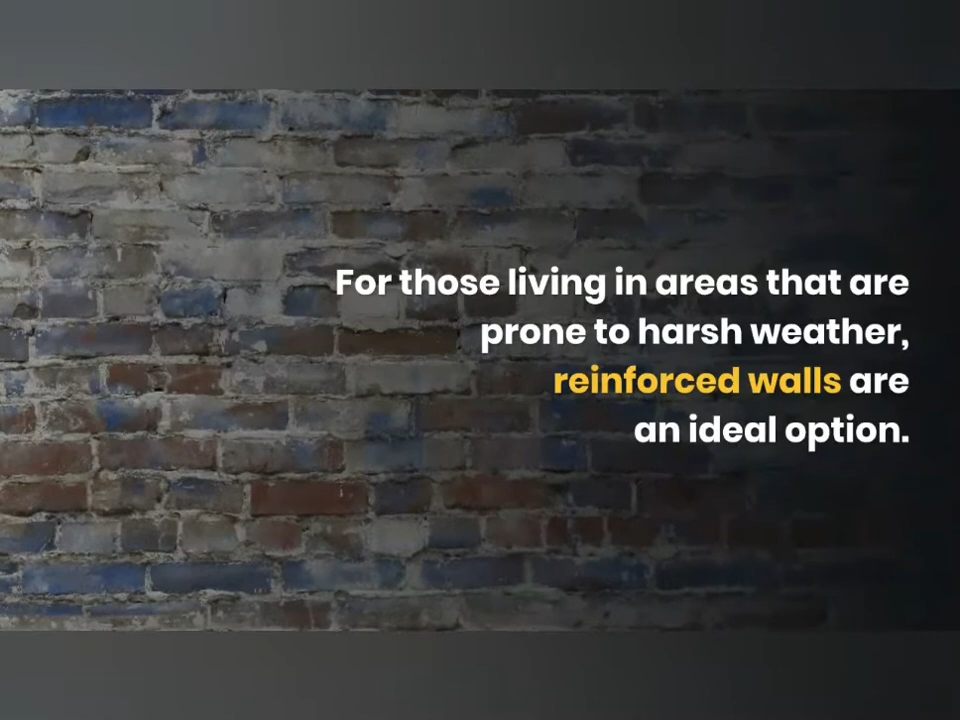 For those living in areas that are
prone to harsh weather,
reinforced walls are
an ideal option.